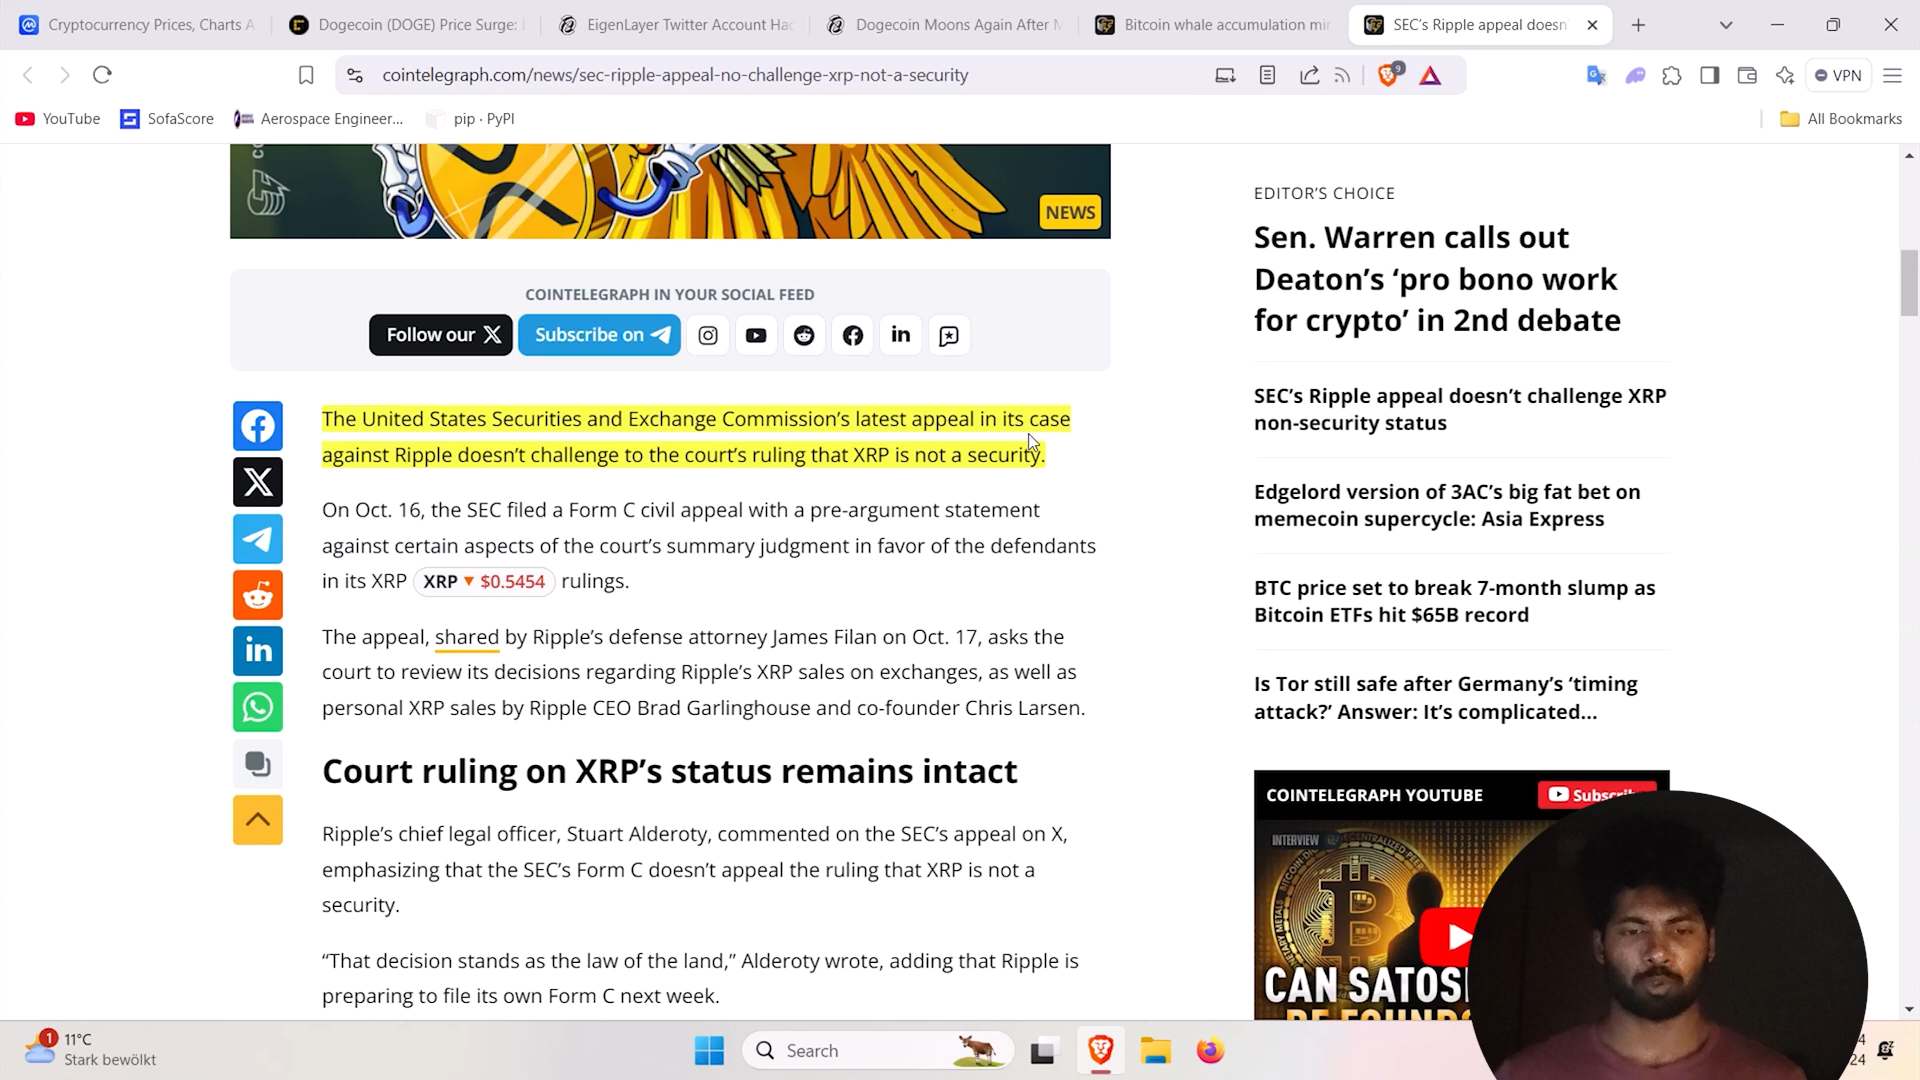 Cryptocurrency Prices, Charts A
Dogecoin (DOGE) Price Surge:
EigenLayer Twitter Account Hac
Dogecoin Moons Again After M
Bitcoin whale accumulation mir
SEC’s Ripple appeal doesn’
cointelegraph.com/news/sec-ripple-appeal-no-challenge-xrp-not-a-security
9
VPN
YouTube
SofaScore
Aerospace Engineer...
pip · PyPI
All Bookmarks
NEWS
COINTELEGRAPH IN YOUR SOCIAL FEED
Follow our X
Subscribe on
The United States Securities and Exchange Commission’s latest appeal in its case
against Ripple doesn’t challenge to the court’s ruling that XRP is not a security.
On Oct. 16, the SEC filed a Form C civil appeal with a pre-argument statement
against certain aspects of the court’s summary judgment in favor of the defendants
in its XRP XRP ▼ $0.5454 rulings.
The appeal, shared by Ripple’s defense attorney James Filan on Oct. 17, asks the
court to review its decisions regarding Ripple’s XRP sales on exchanges, as well as
personal XRP sales by Ripple CEO Brad Garlinghouse and co-founder Chris Larsen.
Court ruling on XRP’s status remains intact
Ripple’s chief legal officer, Stuart Alderoty, commented on the SEC’s appeal on X,
emphasizing that the SEC’s Form C doesn’t appeal the ruling that XRP is not a
security.
“That decision stands as the law of the land,” Alderoty wrote, adding that Ripple is
preparing to file its own Form C next week.
EDITOR’S CHOICE
Sen. Warren calls out
Deaton’s ‘pro bono work
for crypto’ in 2nd debate
SEC’s Ripple appeal doesn’t challenge XRP
non-security status
Edgelord version of 3AC’s big fat bet on
memecoin supercycle: Asia Express
BTC price set to break 7-month slump as
Bitcoin ETFs hit $65B record
Is Tor still safe after Germany’s ‘timing
attack?’ Answer: It’s complicated...
COINTELEGRAPH YOUTUBE
Subscrib
INTERVIEW
CAN SATOS
BE FOUND
1
11°C
Stark bewölkt
Search
4
24